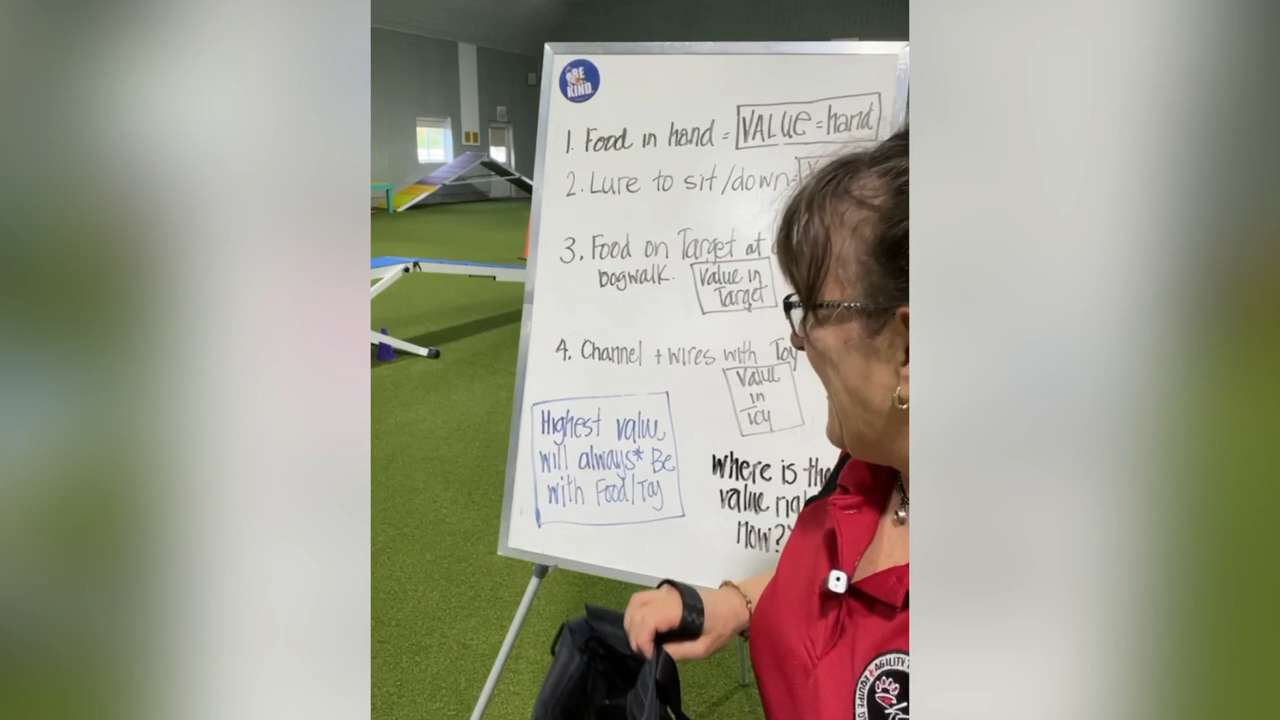 BE
KIND
1. Food in hand = VALUE = hand
2. Lure to sit/down =
3. Food on Target at
Dogwalk. Value in
Target
4. Channel + wires with Toy
Value
in
Toy
Highest value
will always* Be
with Food/Toy
Where is the
value
Now?
AGILITY
EQUIPE